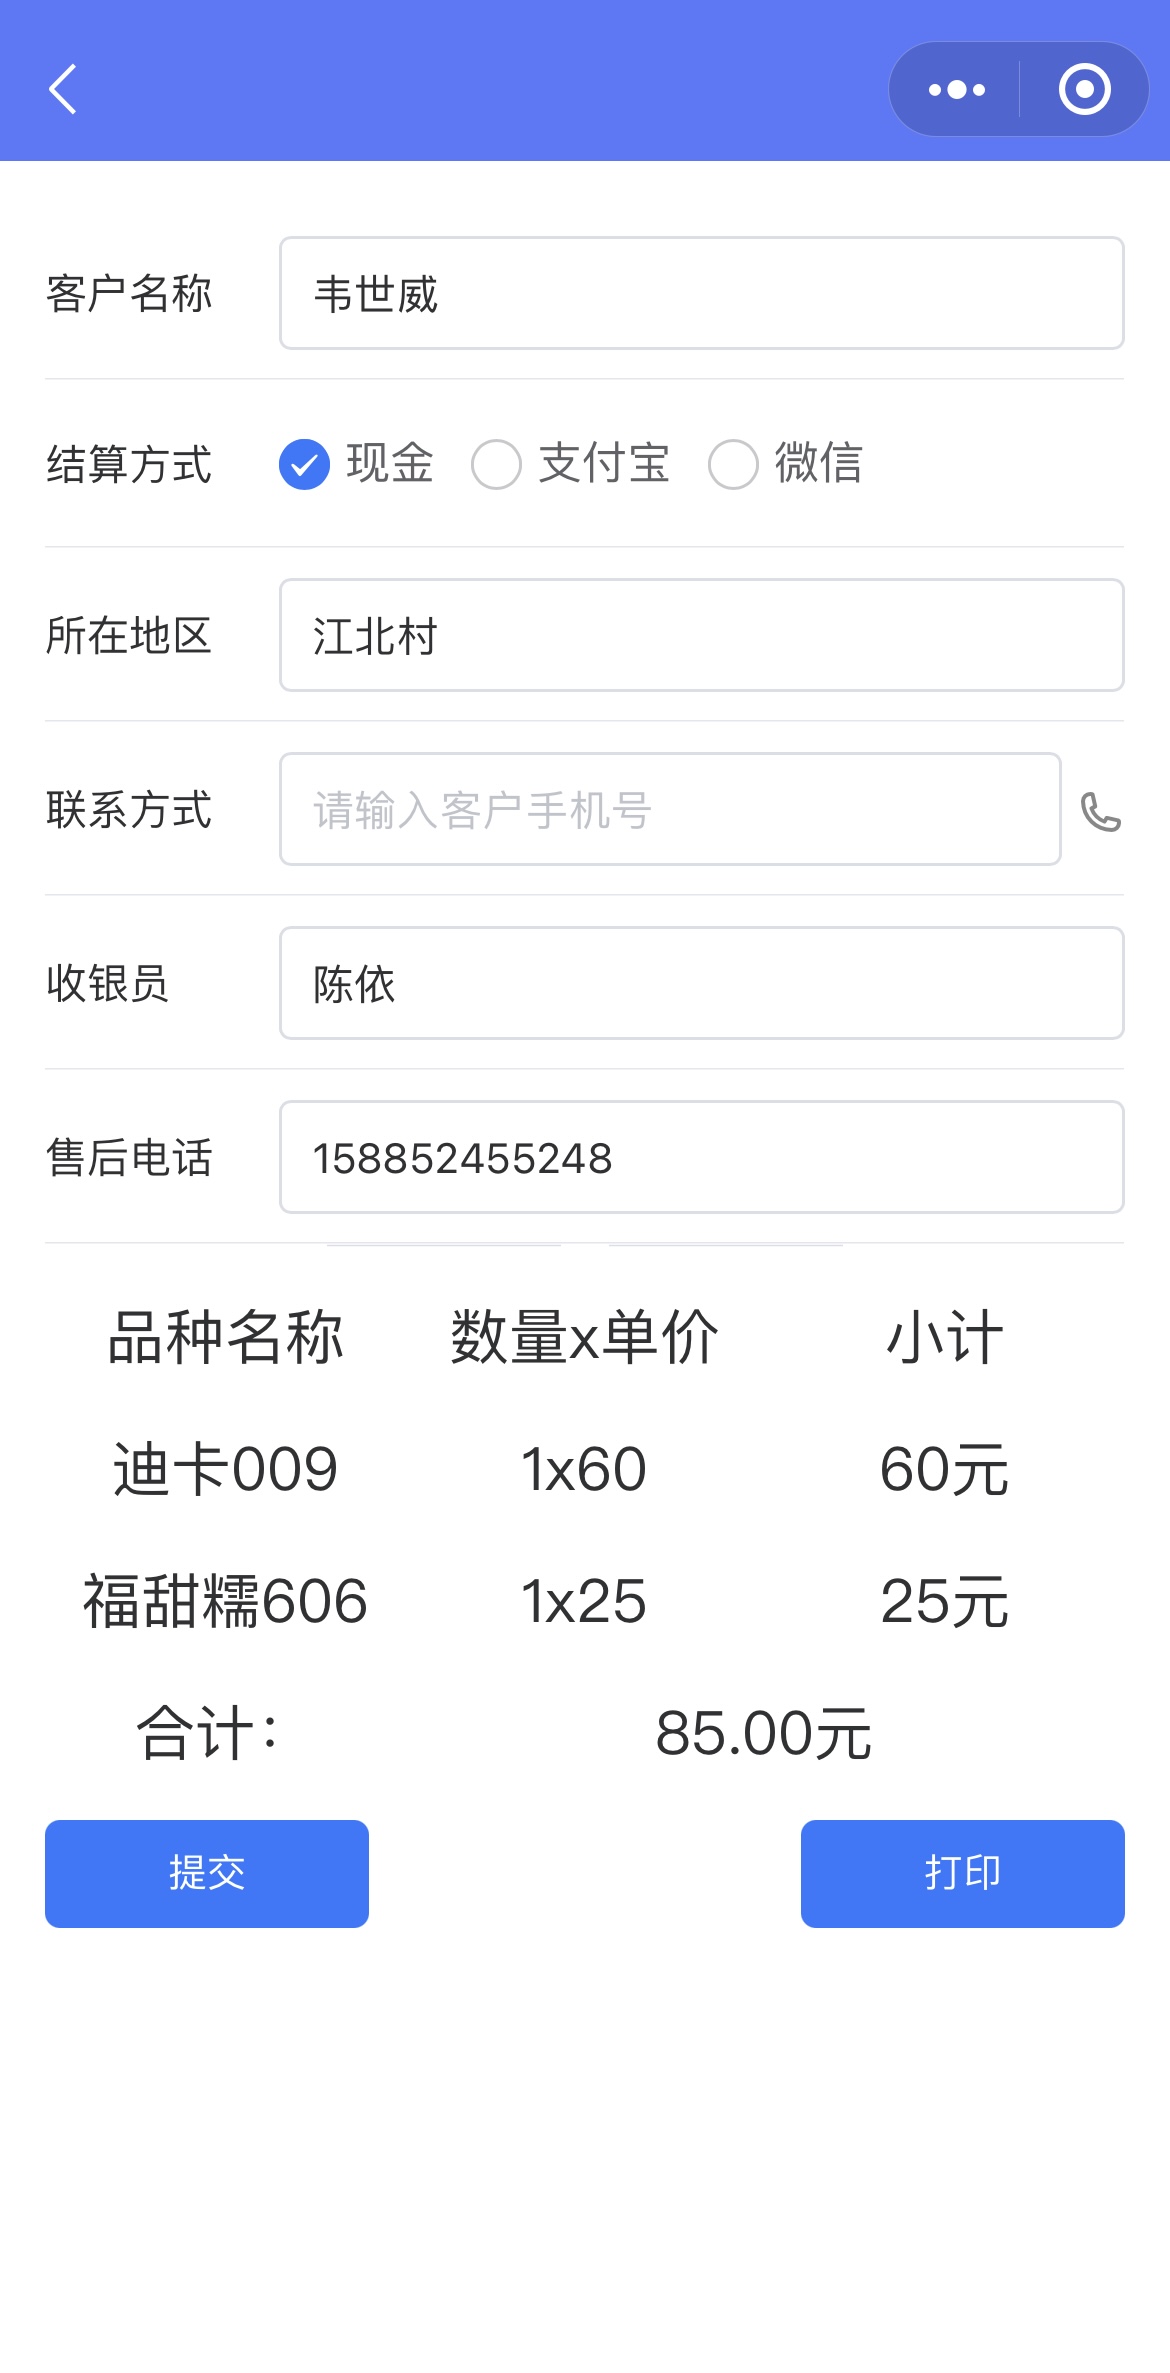 客户名称 韦世威
结算方式 现金 支付宝 微信
所在地区 江北村
联系方式 请输入客户手机号
收银员 陈依
售后电话 158852455248
品种名称 数量x单价 小计
迪卡009 1x60 60元
福甜糯606 1x25 25元
合计: 85.00元
提交 打印